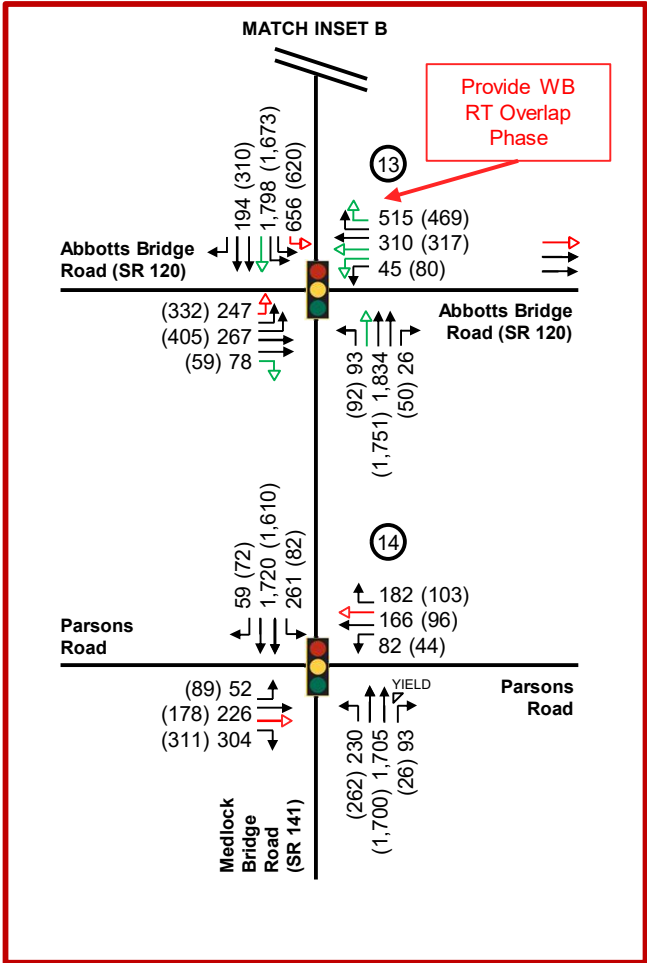 MATCH INSET B
Provide WB
RT Overlap
Phase
13
194 (310)
1,798 (1,673)
656 (620)
515 (469)
310 (317)
45 (80)
Abbotts Bridge
Road (SR 120)
Abbotts Bridge
Road (SR 120)
(332) 247
(405) 267
(59) 78
(92) 93
(1,751) 1,834
(50) 26
14
59 (72)
1,720 (1,610)
261 (82)
182 (103)
166 (96)
82 (44)
Parsons
Road
Parsons
Road
(89) 52
(178) 226
(311) 304
YIELD
(262) 230
(1,700) 1,705
(26) 93
Medlock
Bridge
Road
(SR 141)